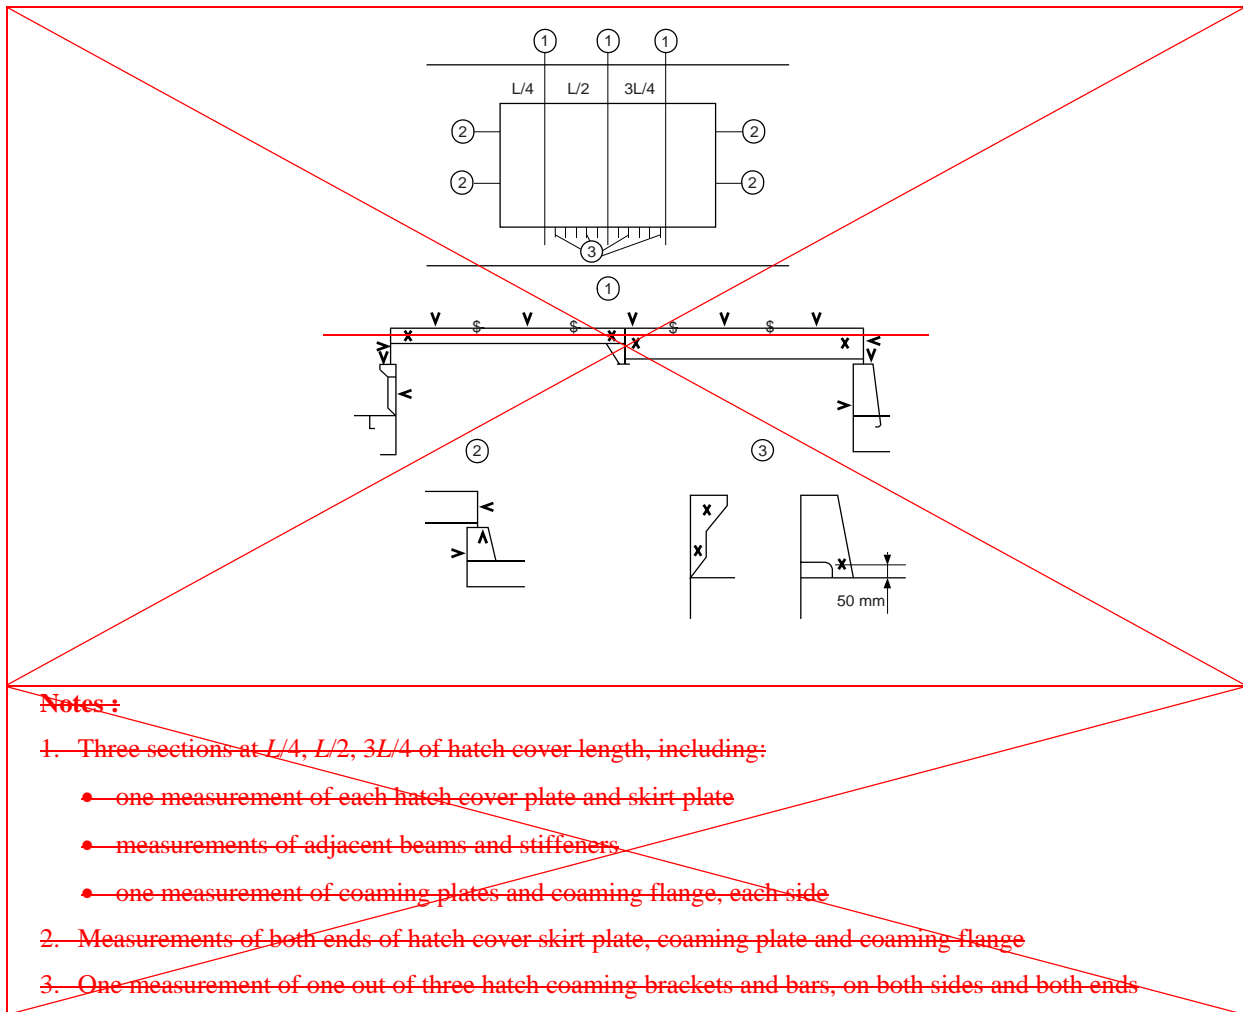 1 1 1
L/4 L/2 3L/4
2 2
2 2
3
1
$ $ $ $
2 3
50 mm
Notes :
1. Three sections at L/4, L/2, 3L/4 of hatch cover length, including:
• one measurement of each hatch cover plate and skirt plate
• measurements of adjacent beams and stiffeners
• one measurement of coaming plates and coaming flange, each side
2. Measurements of both ends of hatch cover skirt plate, coaming plate and coaming flange
3. One measurement of one out of three hatch coaming brackets and bars, on both sides and both ends